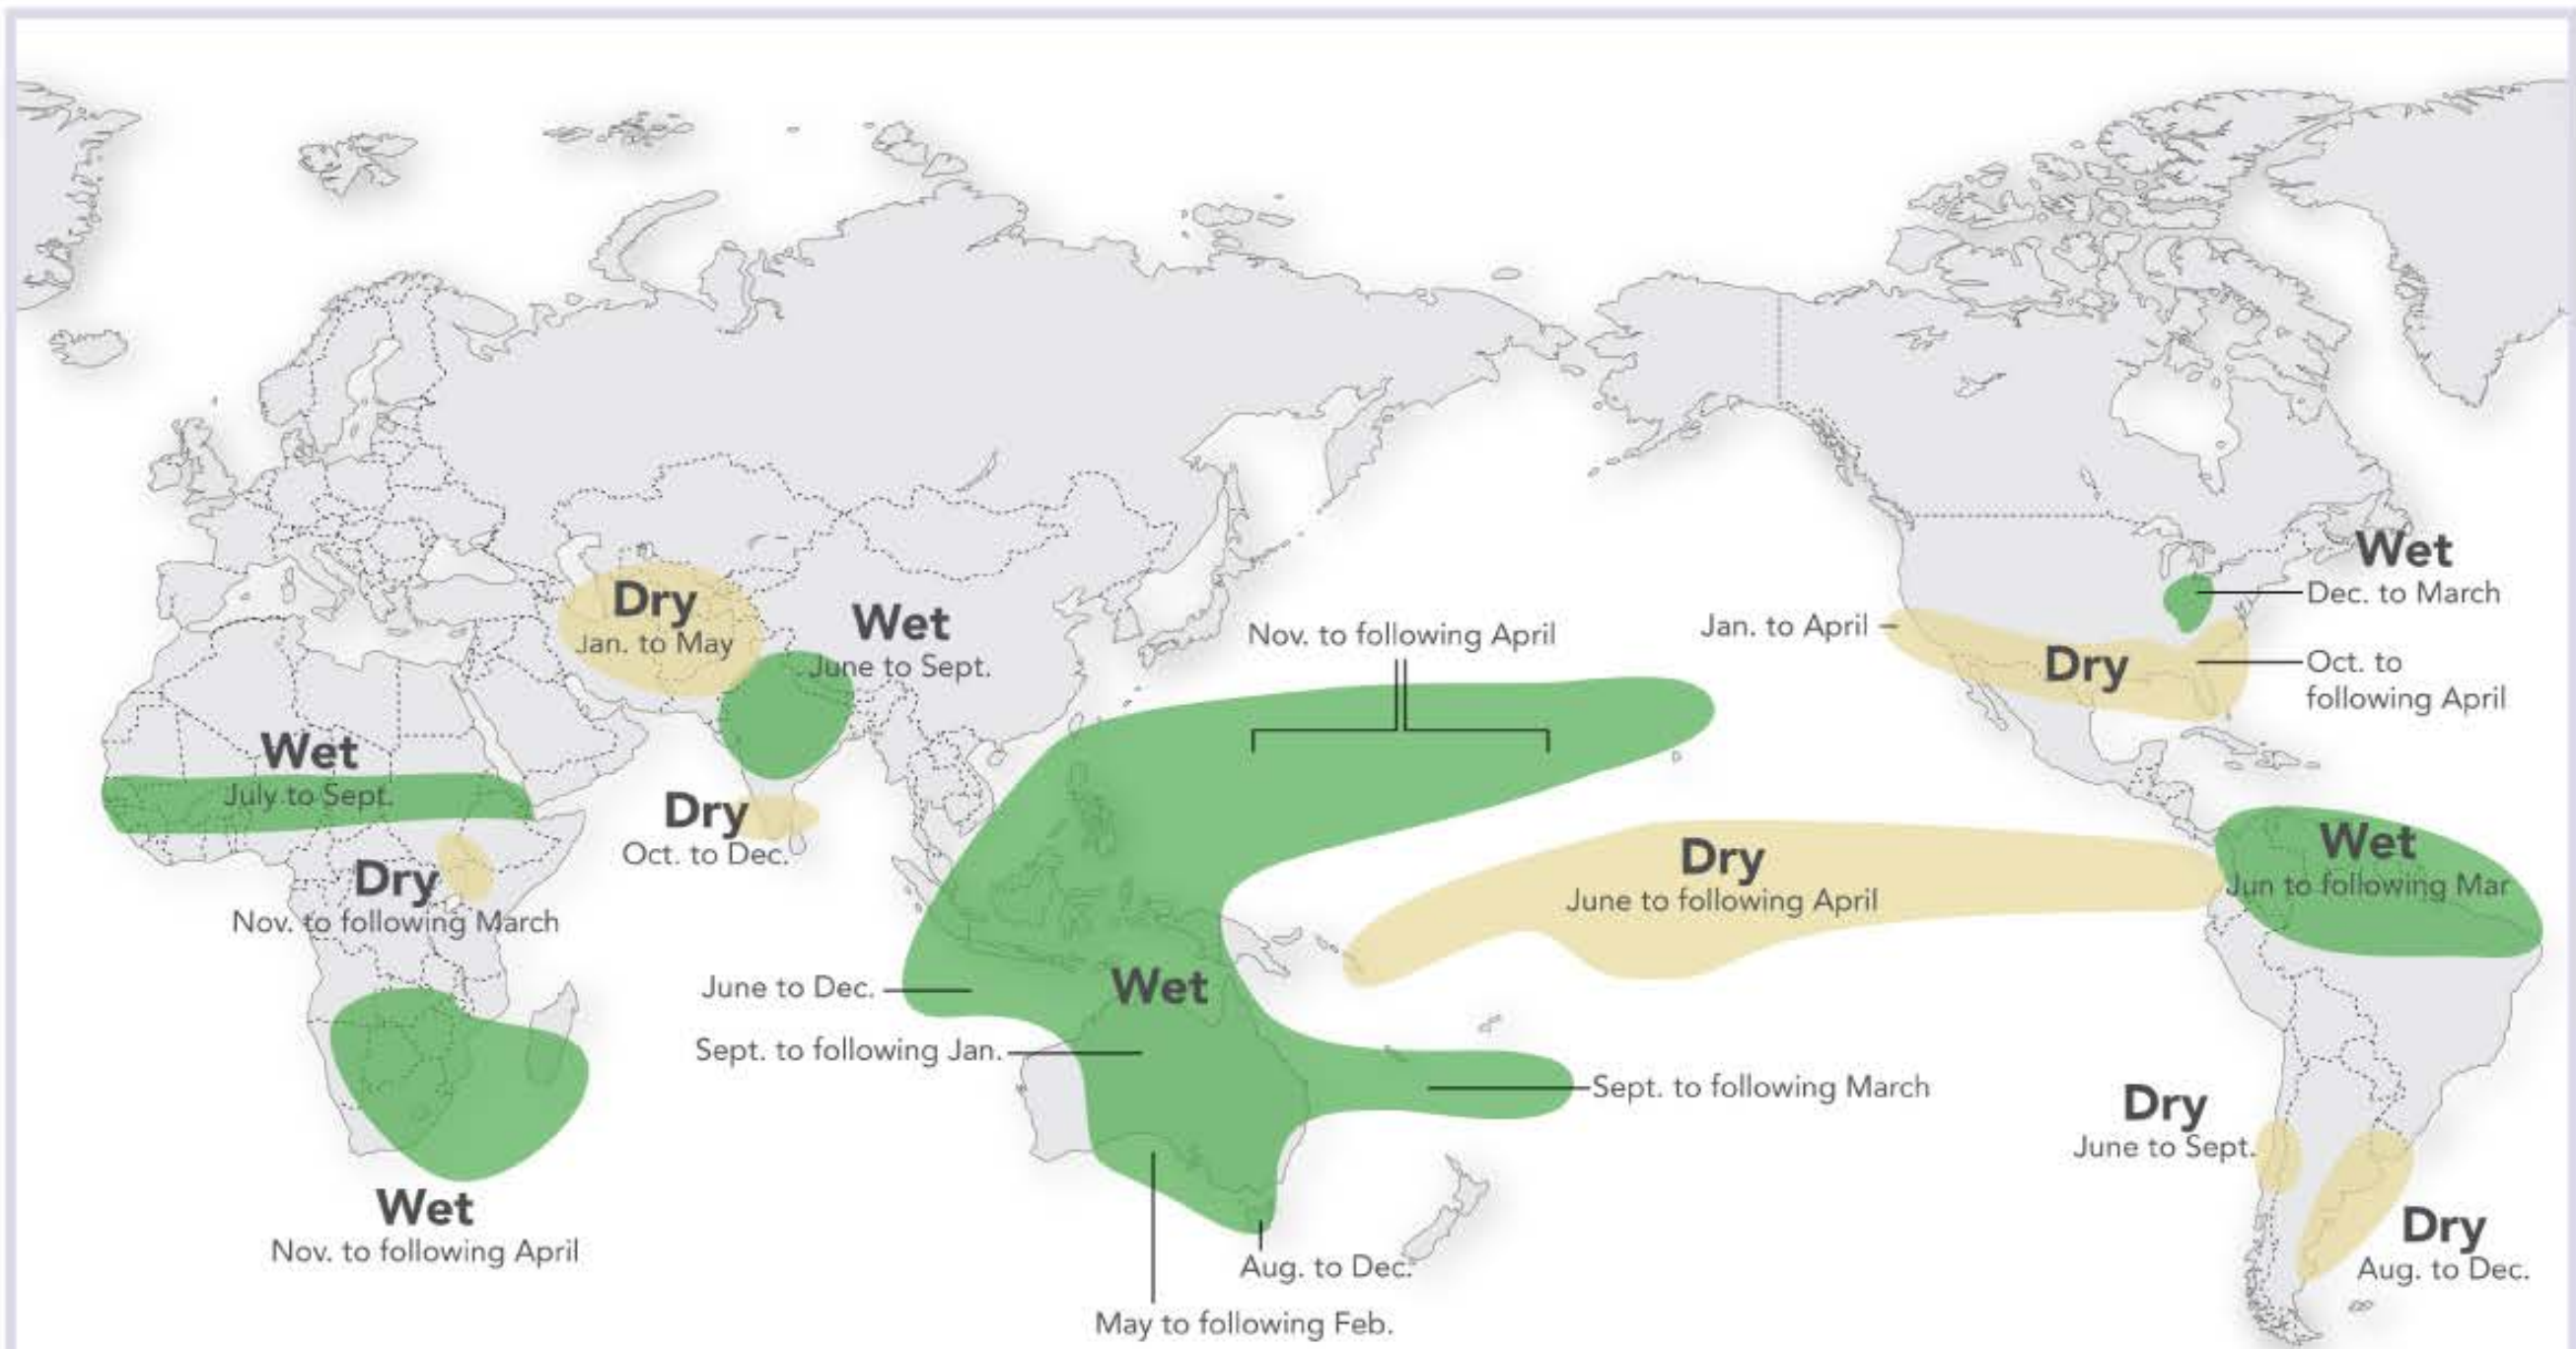 Wet
Dec. to March
Dry
Jan. to May
Wet
June to Sept.
Nov. to following April
Jan. to April
Dry
Oct. to
following April
Wet
July to Sept.
Dry
Oct. to Dec.
Dry
Nov. to following March
Dry
June to following April
Wet
Jun to following Mar
June to Dec.
Wet
Sept. to following Jan.
Sept. to following March
Dry
June to Sept.
Wet
Nov. to following April
Aug. to Dec.
May to following Feb.
Dry
Aug. to Dec.